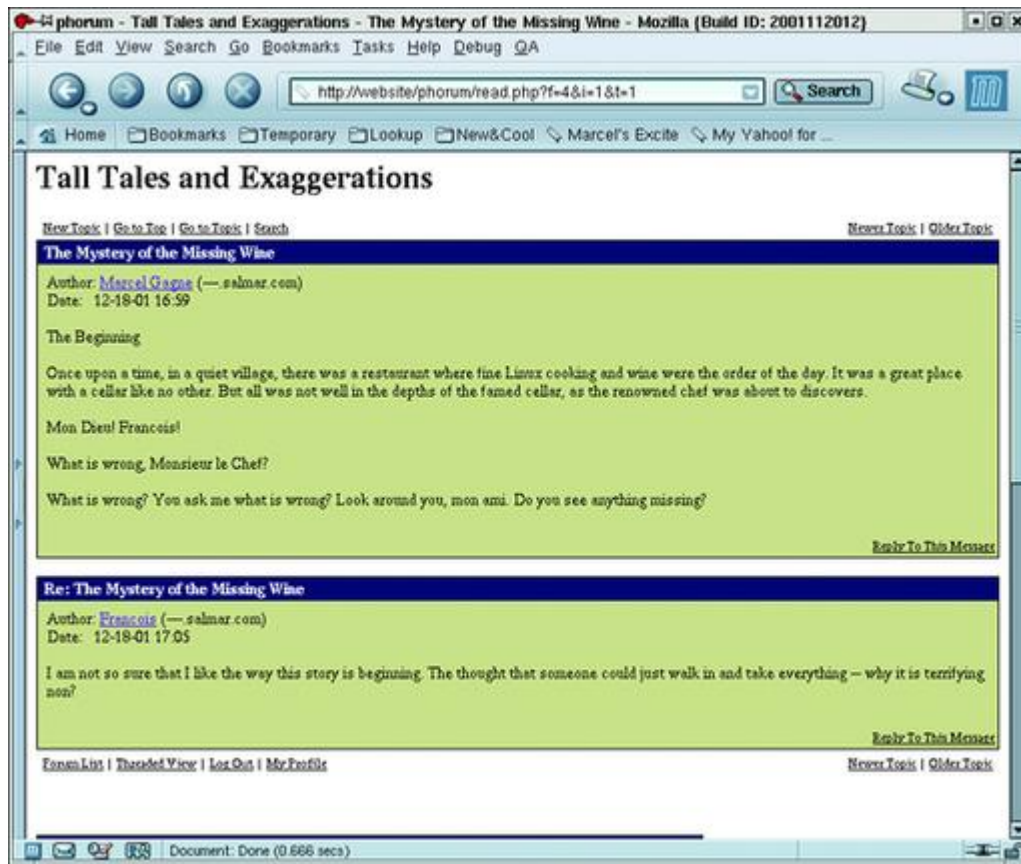 phorum - Tall Tales and Exaggerations - The Mystery of the Missing Wine - Mozilla {Build ID: 2001112012}
File Edit View Search Go Bookmarks Tasks Help Debug QA
http://website/phorum/read.php?f=4&i=1&t=1 Search
Home Bookmarks Temporary Lookup New&Cool Marcel's Excite My Yahoo! for ...
Tall Tales and Exaggerations
New Topic | Go to Top | Go to Topic | Search Newer Topic | Older Topic
The Mystery of the Missing Wine
Author: Marcel Gagne (---.salmar.com)
Date: 12-18-01 16:59
The Beginning
Once upon a time, in a quiet village, there was a restaurant where fine Linux cooking and wine were the order of the day. It was a great place
with a cellar like no other. But all was not well in the depths of the famed cellar, as the renowned chef was about to discovers.
Mon Dieu! Francois!
What is wrong, Monsieur le Chef?
What is wrong? You ask me what is wrong? Look around you, mon ami. Do you see anything missing?
Reply To This Message
Re: The Mystery of the Missing Wine
Author: Francois (---.salmar.com)
Date: 12-18-01 17:05
I am not so sure that I like the way this story is beginning. The thought that someone could just walk in and take everything -- why it is terrifying
non?
Reply To This Message
Forum List | Threaded View | Log Out | My Profile Newer Topic | Older Topic
Document: Done (0.666 secs)